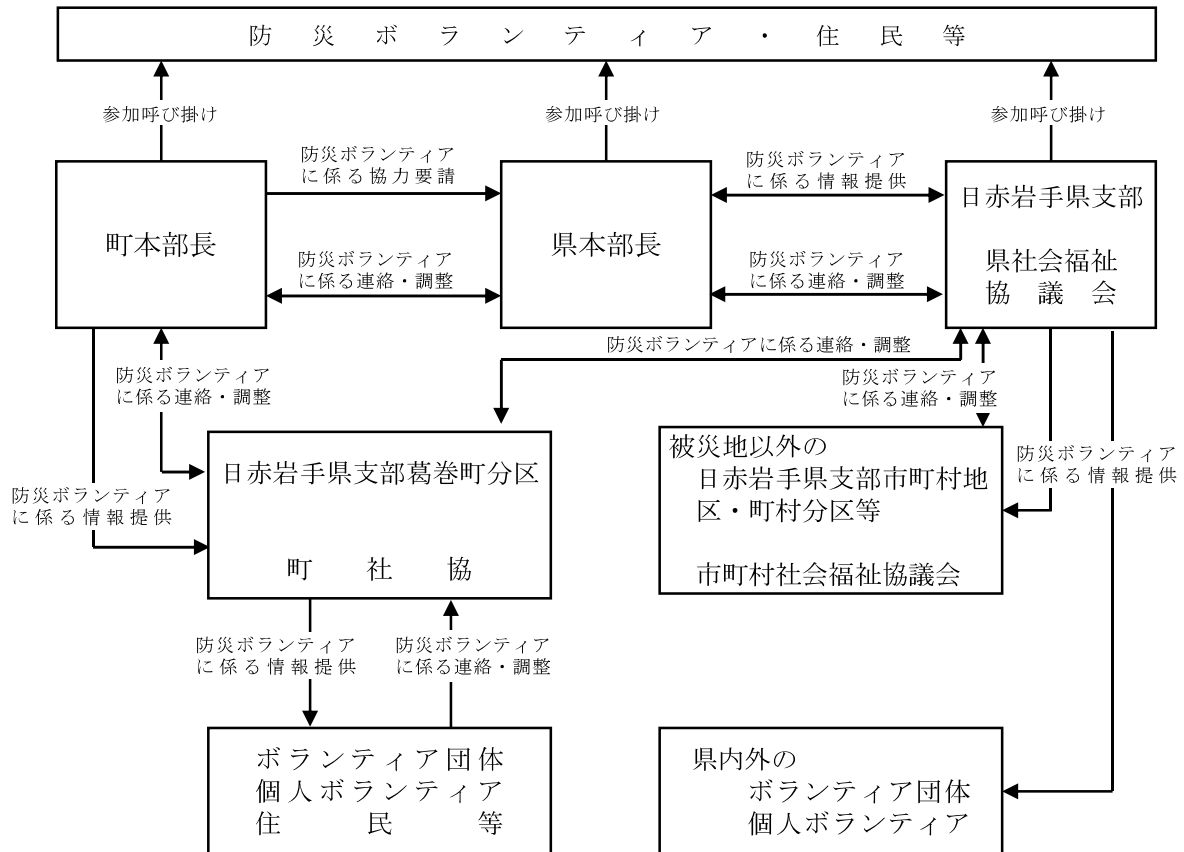 防災ボランティア・住民等
参加呼び掛け
参加呼び掛け
参加呼び掛け
防災ボランティア
に係る協力要請
防災ボランティア
に係る情報提供
町本部長
県本部長
日赤岩手県支部
県社会福祉
協議会
防災ボランティア
に係る連絡・調整
防災ボランティア
に係る連絡・調整
防災ボランティアに係る連絡・調整
防災ボランティア
に係る連絡・調整
防災ボランティア
に係る連絡・調整
日赤岩手県支部葛巻町分区
町社協
被災地以外の
日赤岩手県支部市町村地
区・町村分区等
市町村社会福祉協議会
防災ボランティア
に係る情報提供
防災ボランティア
に係る情報提供
防災ボランティア
に係る情報提供
防災ボランティア
に係る連絡・調整
ボランティア団体
個人ボランティア
住民等
県内外の
ボランティア団体
個人ボランティア